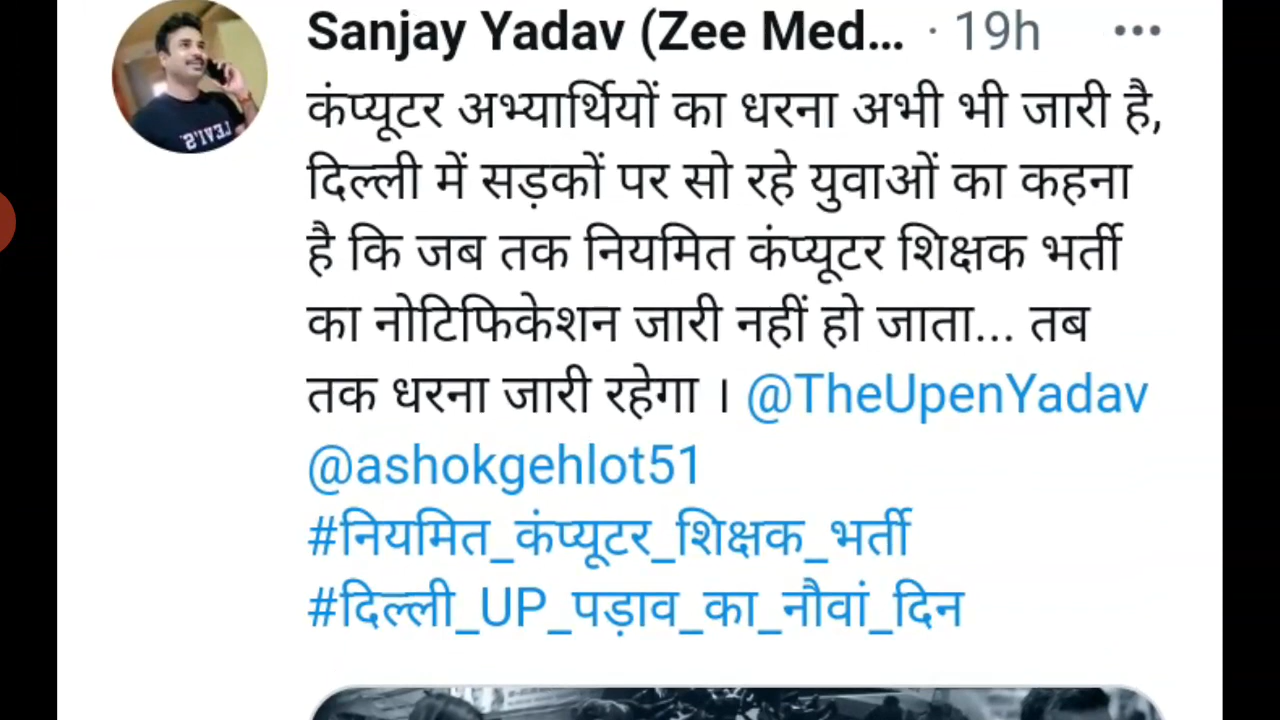 Sanjay Yadav (Zee Med... · 19h
कंप्यूटर अभ्यार्थियों का धरना अभी भी जारी है,
दिल्ली में सड़कों पर सो रहे युवाओं का कहना
है कि जब तक नियमित कंप्यूटर शिक्षक भर्ती
का नोटिफिकेशन जारी नहीं हो जाता... तब
तक धरना जारी रहेगा । @TheUpenYadav
@ashokgehlot51
#नियमित_कंप्यूटर_शिक्षक_भर्ती
#दिल्ली_UP_पड़ाव_का_नौवां_दिन
LEVI'S